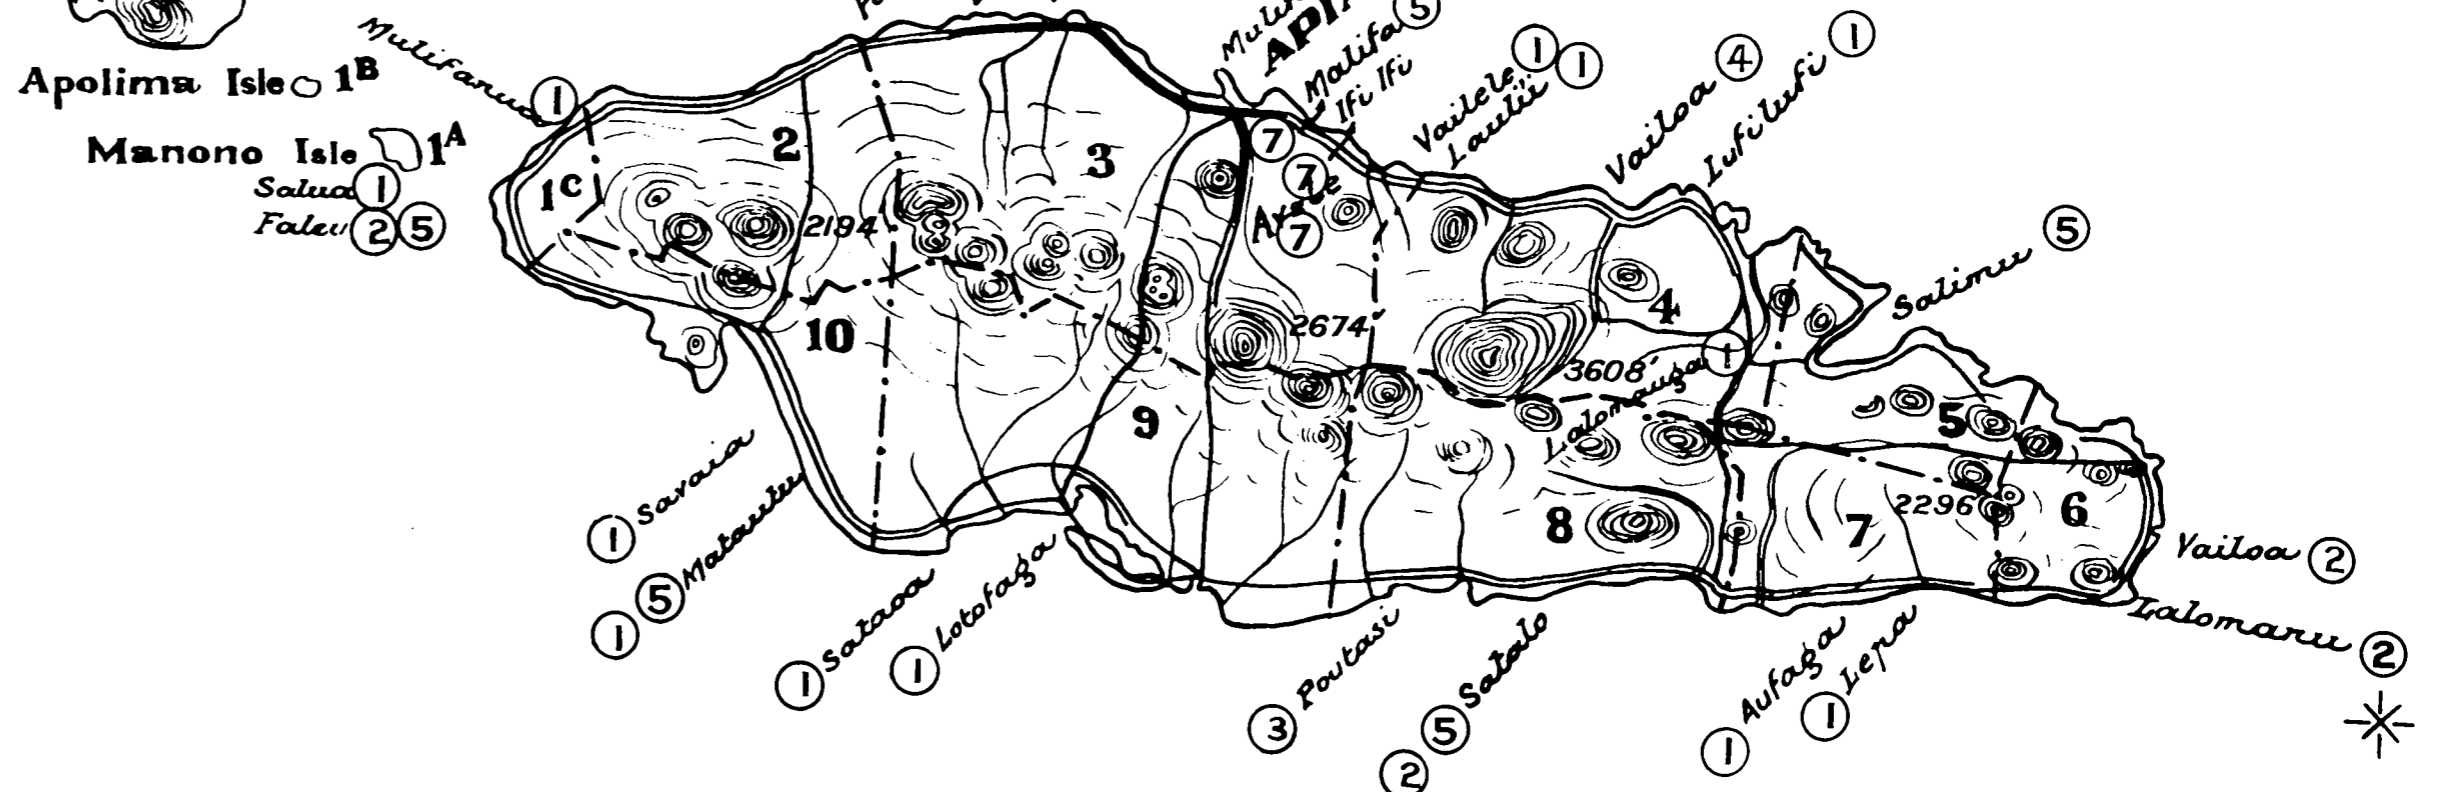 Mulifanua 1
Apolima Isle 1B
Manono Isle 1A
Salua 1
Faleu 2 5
APIA
Malifa 5
Ifi Ifi
7
7
7
Vailele 1
Laulii 1
Vailoa 4
Lufilufi 1
Salimu 5
1C
2
3
2194
10
9
2674
4
3608'
Lalomauga 1
5
2296
6
7
8
Vailoa 2
Lalomanu 2
1 Savaia
1 5 Matautu
1 Sataoa
1 Lotofaga
3 Poutasi
2 5 Satalo
1 Aufaga
1 Lepa